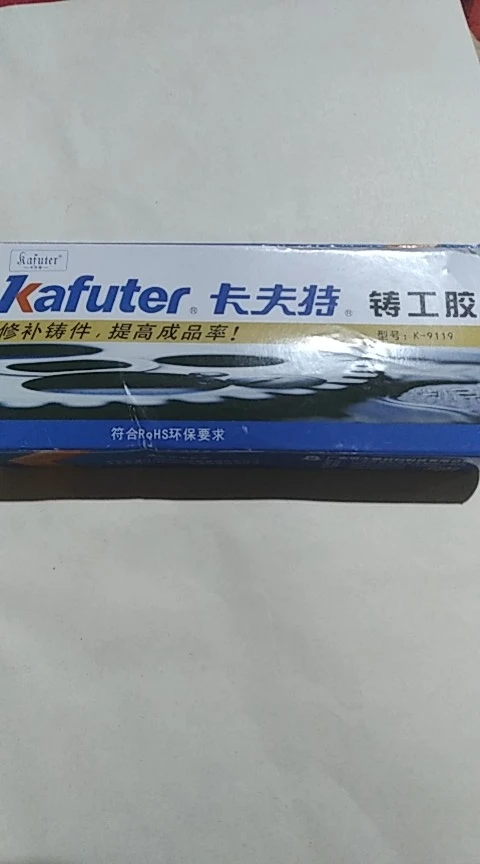 Kafuter®
Kafuter® 卡夫特® 铸工胶
修补铸件，提高成品率！
型号：K-9119
符合RoHS环保要求